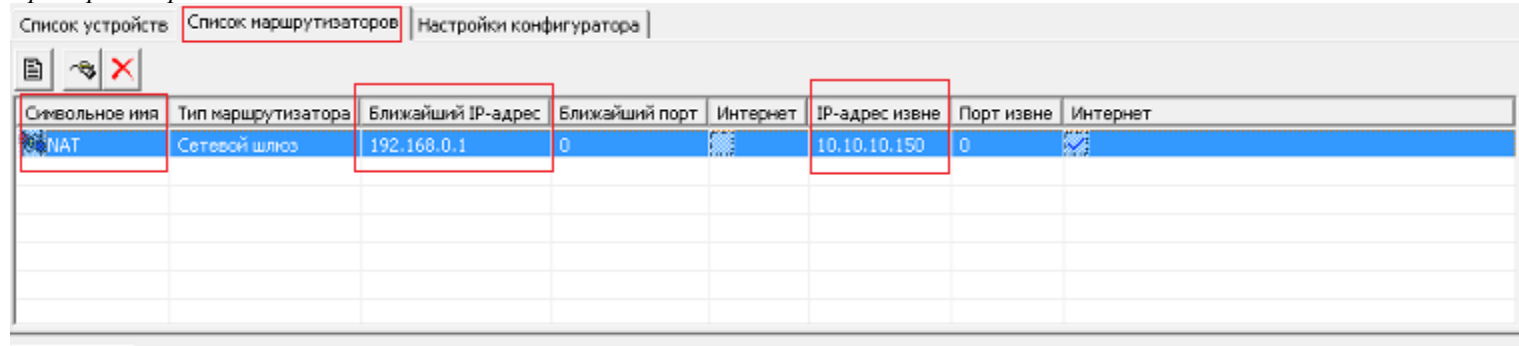 Список устройств Список маршрутизаторов Настройки конфигуратора
Символьное имя Тип маршрутизатора Ближайший IP-адрес Ближайший порт Интернет IP-адрес извне Порт извне Интернет
NAT Сетевой шлюз 192.168.0.1 0 10.10.10.150 0